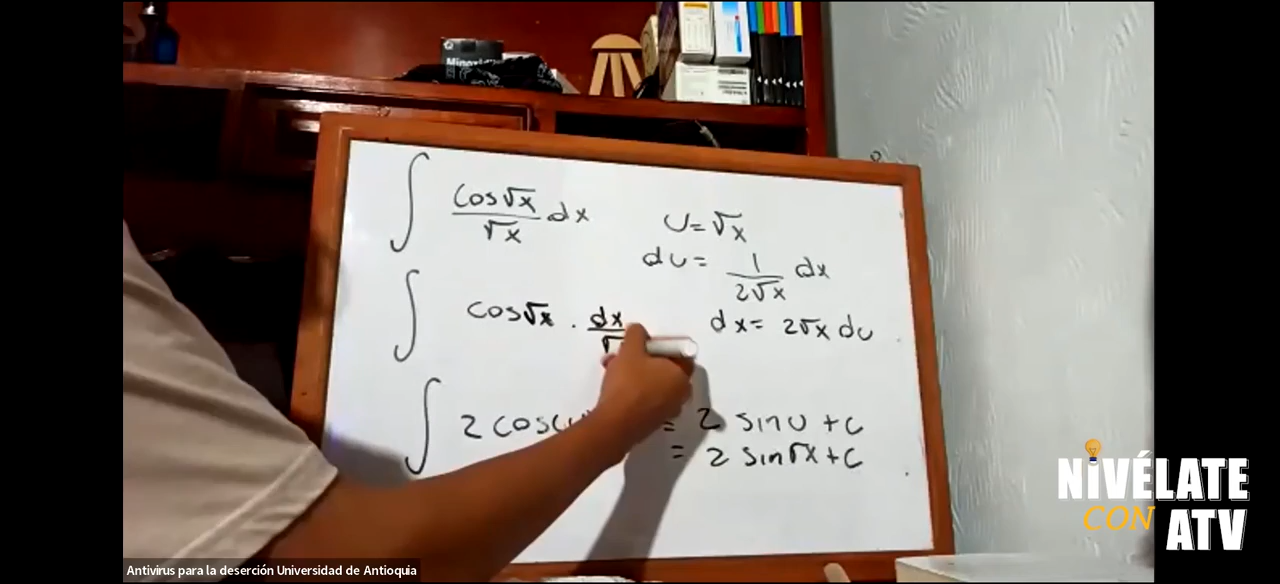 Minoxidil
∫ cos√x / √x dx
U = √x
du = 1 / 2√x dx
∫ cos√x · dx / √
dx = 2√x du
∫ 2 cos(u = 2 sin u + c
= 2 sin√x + c
NIVÉLATE
CON ATV
Antivirus para la deserción Universidad de Antioquia